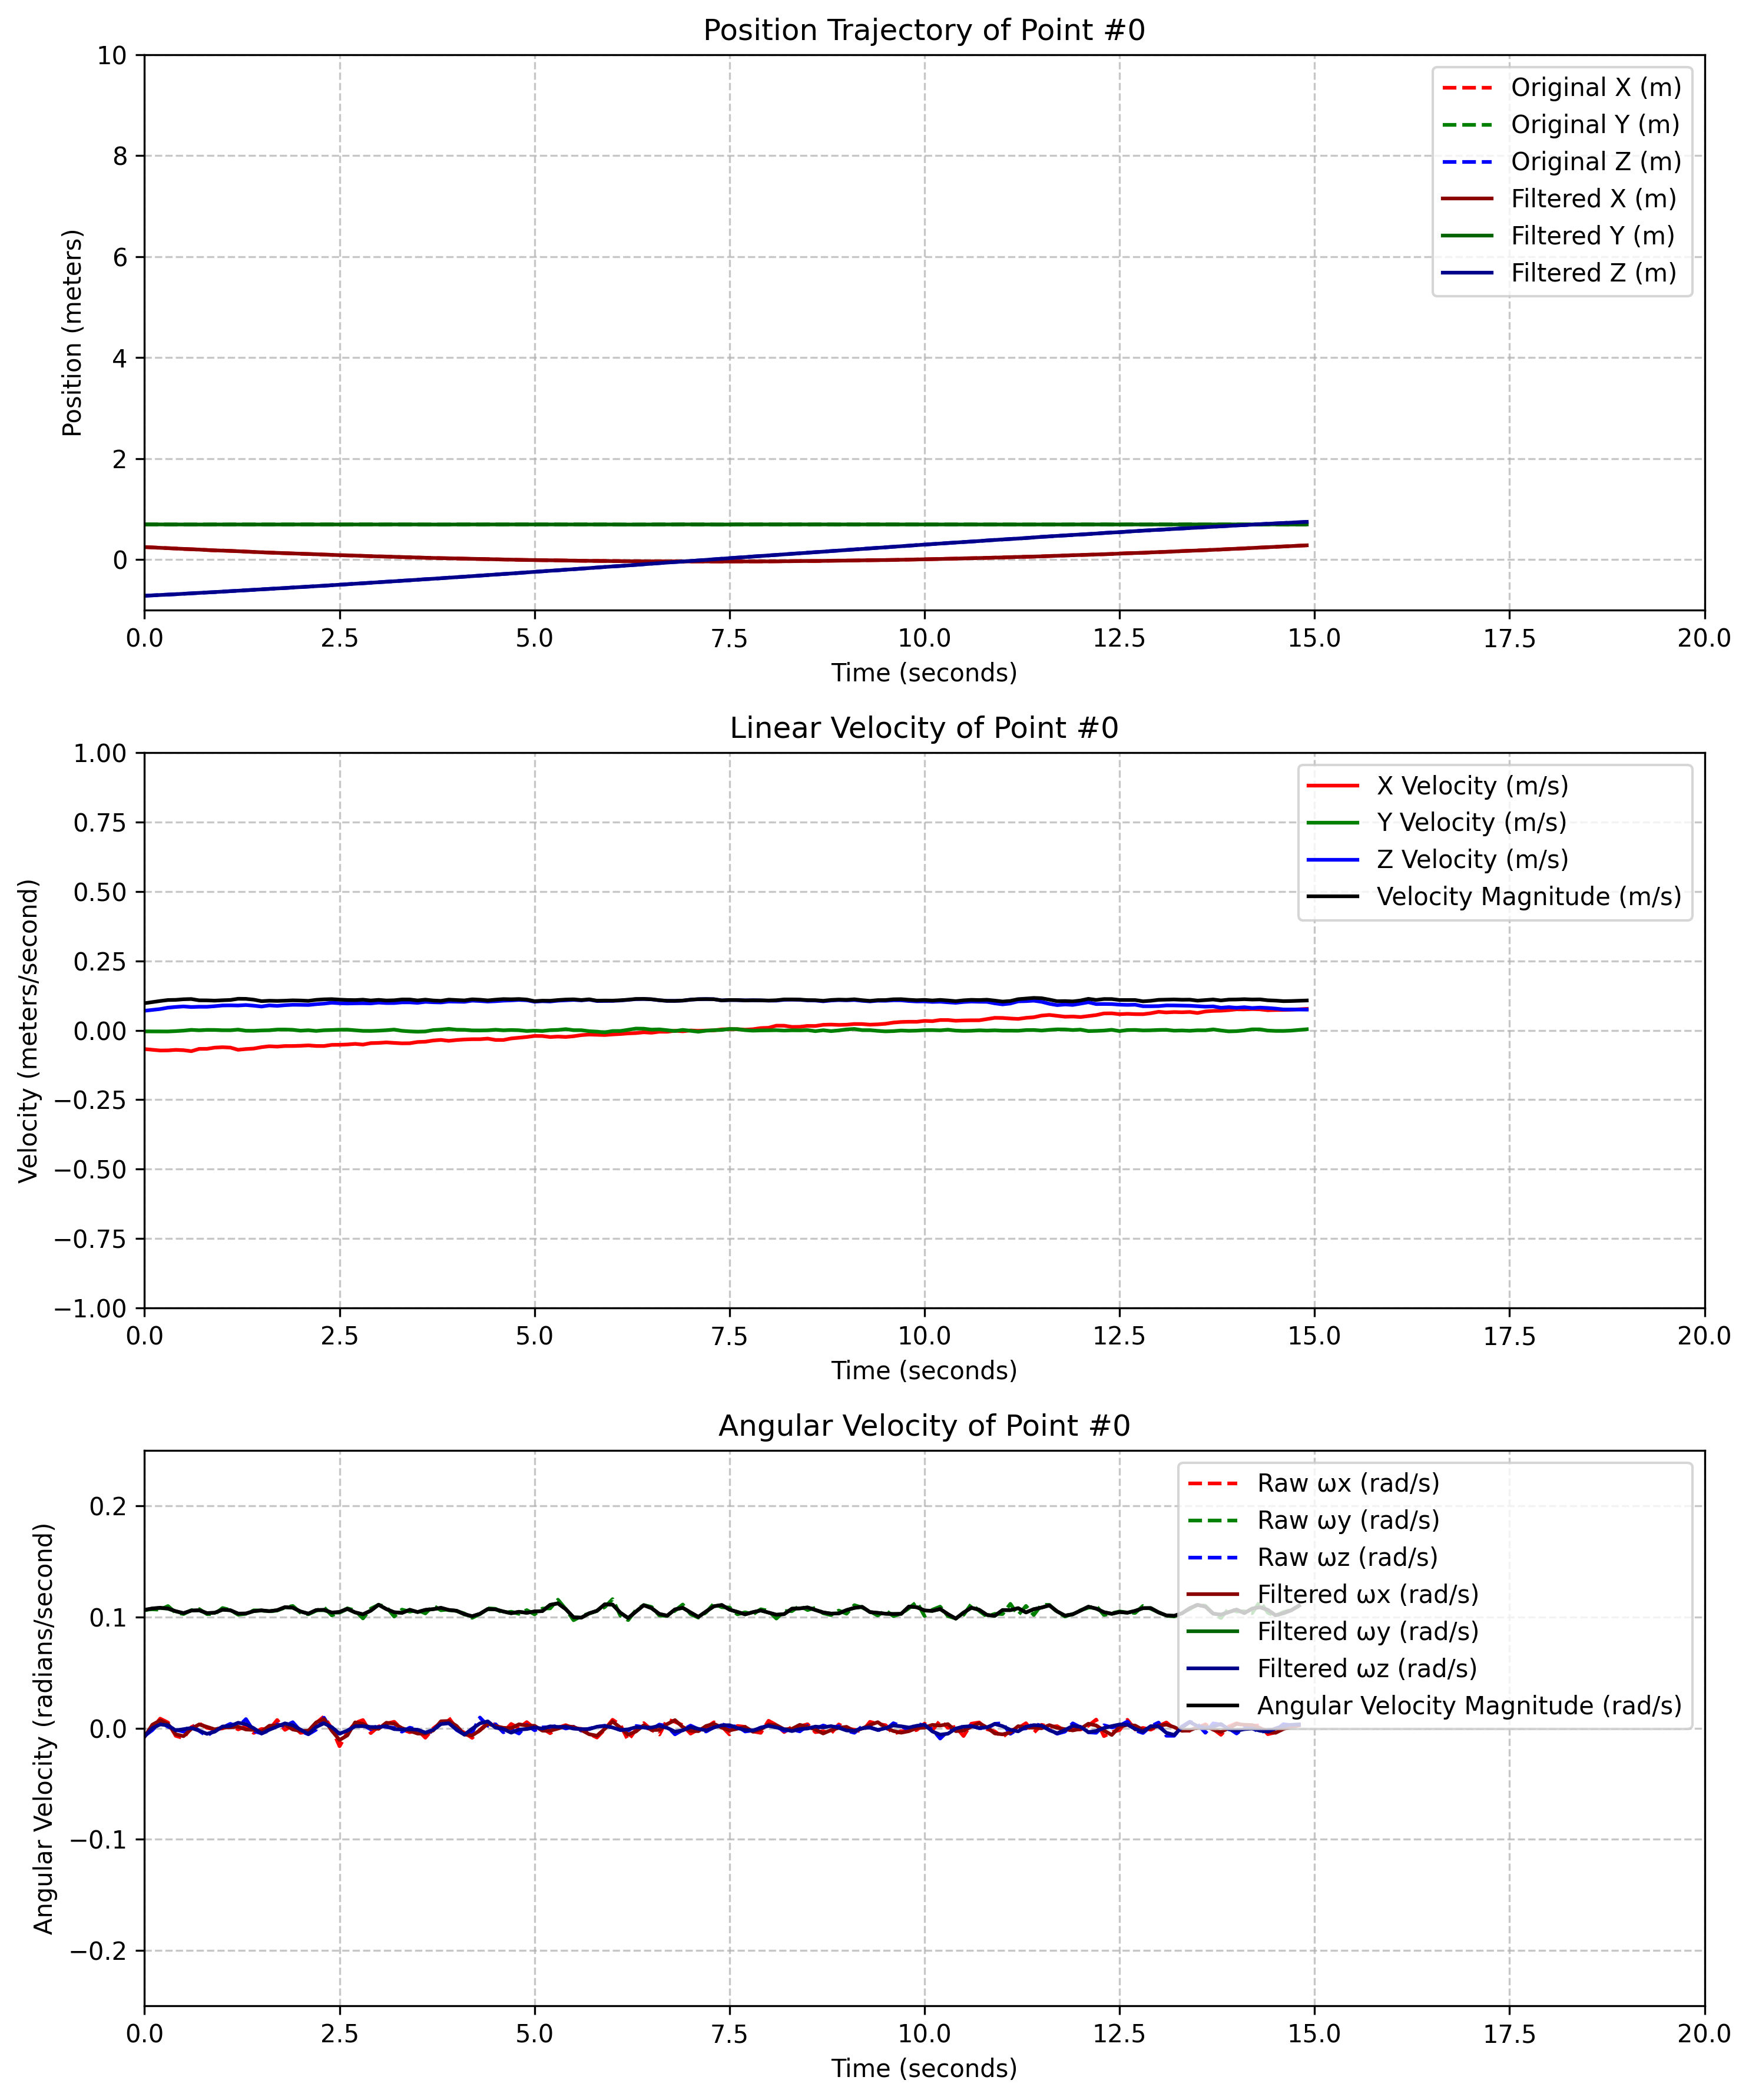 Position Trajectory of Point #0
10
8
6
4
2
0
Position (meters)
Original X (m)
Original Y (m)
Original Z (m)
Filtered X (m)
Filtered Y (m)
Filtered Z (m)
0.0 2.5 5.0 7.5 10.0 12.5 15.0 17.5 20.0
Time (seconds)
Linear Velocity of Point #0
1.00
0.75
0.50
0.25
0.00
−0.25
−0.50
−0.75
−1.00
Velocity (meters/second)
X Velocity (m/s)
Y Velocity (m/s)
Z Velocity (m/s)
Velocity Magnitude (m/s)
0.0 2.5 5.0 7.5 10.0 12.5 15.0 17.5 20.0
Time (seconds)
Angular Velocity of Point #0
0.2
0.1
0.0
−0.1
−0.2
Angular Velocity (radians/second)
Raw ωx (rad/s)
Raw ωy (rad/s)
Raw ωz (rad/s)
Filtered ωx (rad/s)
Filtered ωy (rad/s)
Filtered ωz (rad/s)
Angular Velocity Magnitude (rad/s)
0.0 2.5 5.0 7.5 10.0 12.5 15.0 17.5 20.0
Time (seconds)